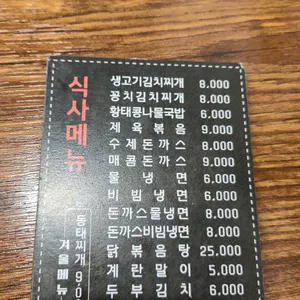 식사메뉴
생고기김치찌개 8.000
꽁치김치찌개 8.000
황태콩나물국밥 6.000
제육볶음 9.000
수제돈까스 8.000
매콤돈까스 9.000
물냉면 6.000
비빔냉면 6.000
돈까스물냉면 8.000
돈까스비빔냉면 8.000
닭볶음탕 25.000
계란말이 5.000
두부김치 6.000
동태찌개
겨울메뉴